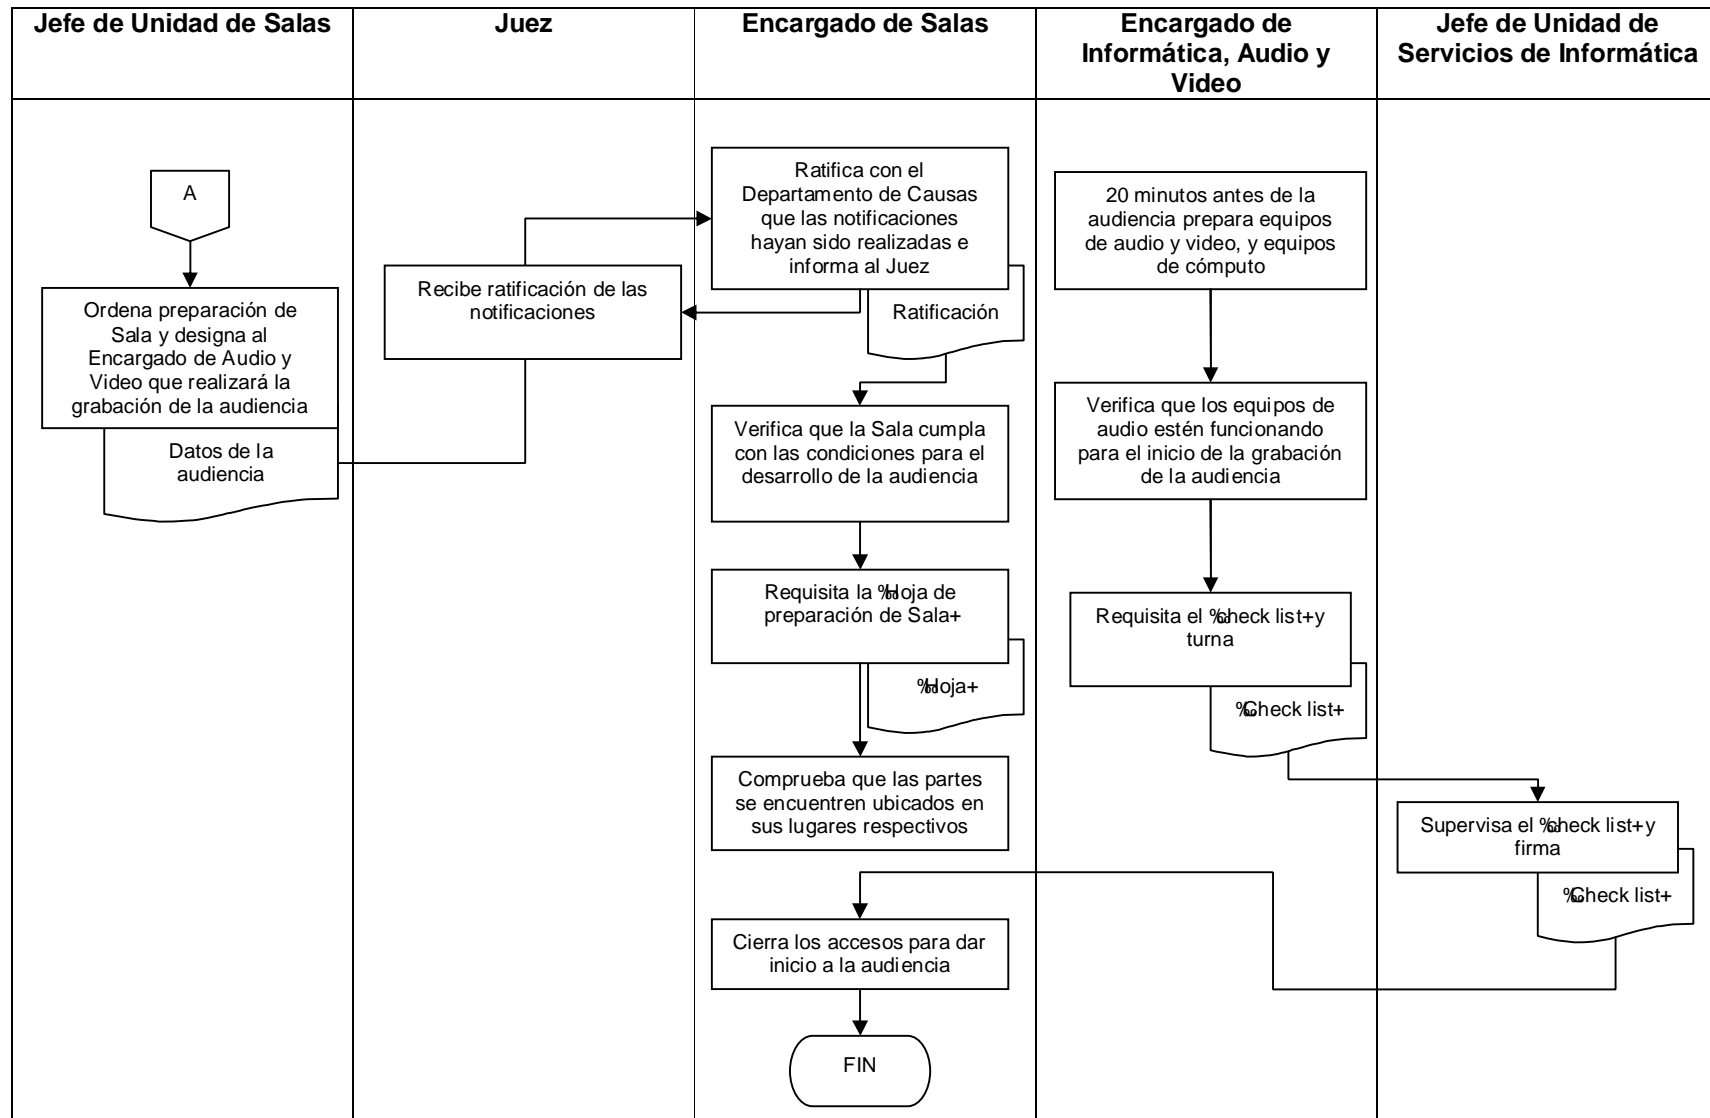 Jefe de Unidad de Salas
Juez
Encargado de Salas
Encargado de
Informática, Audio y
Video
Jefe de Unidad de
Servicios de Informática
A
Ordena preparación de
Sala y designa al
Encargado de Audio y
Video que realizará la
grabación de la audiencia
Datos de la
audiencia
Recibe ratificación de las
notificaciones
Ratifica con el
Departamento de Causas
que las notificaciones
hayan sido realizadas e
informa al Juez
Ratificación
Verifica que la Sala cumpla
con las condiciones para el
desarrollo de la audiencia
Requisita la %Hoja de
preparación de Sala+
%Hoja+
Comprueba que las partes
se encuentren ubicados en
sus lugares respectivos
Cierra los accesos para dar
inicio a la audiencia
FIN
20 minutos antes de la
audiencia prepara equipos
de audio y video, y equipos
de cómputo
Verifica que los equipos de
audio estén funcionando
para el inicio de la grabación
de la audiencia
Requisita el %check list+ y
turna
%Check list+
Supervisa el %check list+ y
firma
%Check list+